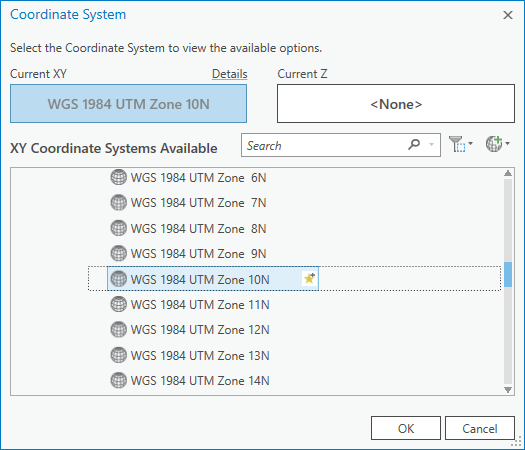 Coordinate System
Select the Coordinate System to view the available options.
Current XY Details Current Z
WGS 1984 UTM Zone 10N <None>
XY Coordinate Systems Available Search
WGS 1984 UTM Zone 6N
WGS 1984 UTM Zone 7N
WGS 1984 UTM Zone 8N
WGS 1984 UTM Zone 9N
WGS 1984 UTM Zone 10N
WGS 1984 UTM Zone 11N
WGS 1984 UTM Zone 12N
WGS 1984 UTM Zone 13N
WGS 1984 UTM Zone 14N
OK Cancel